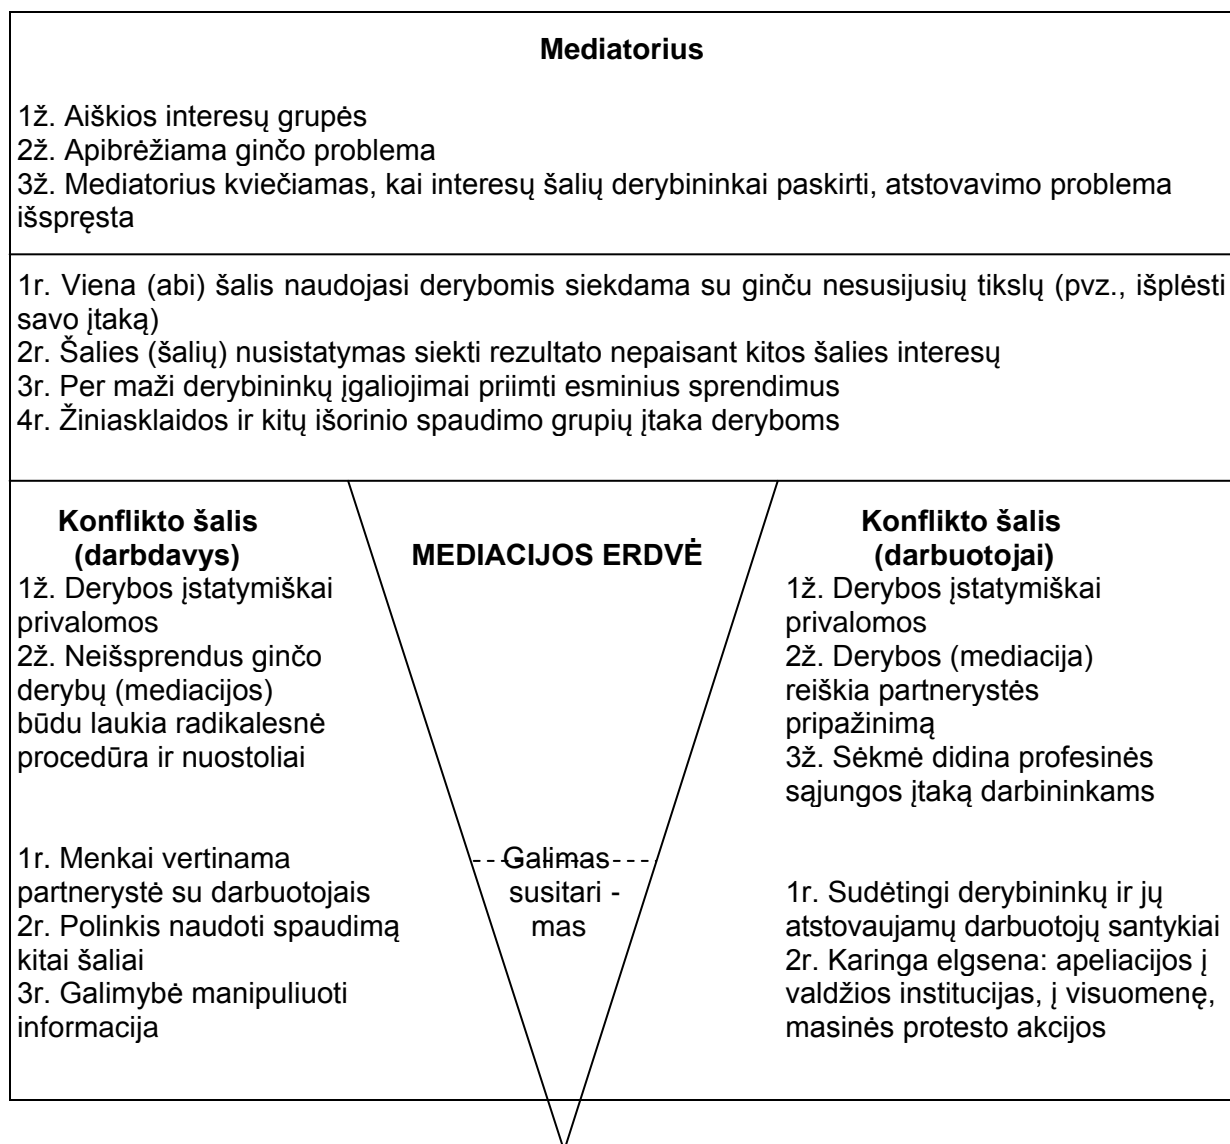 Mediatorius
1ž. Aiškios interesų grupės
2ž. Apibrėžiama ginčo problema
3ž. Mediatorius kviečiamas, kai interesų šalių derybininkai paskirti, atstovavimo problema
išspręsta
1r. Viena (abi) šalis naudojasi derybomis siekdama su ginču nesusijusių tikslų (pvz., išplėsti
savo įtaką)
2r. Šalies (šalių) nusistatymas siekti rezultato nepaisant kitos šalies interesų
3r. Per maži derybininkų įgaliojimai priimti esminius sprendimus
4r. Žiniasklaidos ir kitų išorinio spaudimo grupių įtaka deryboms
Konflikto šalis
(darbdavys)
1ž. Derybos įstatymiškai
privalomos
2ž. Neišsprendus ginčo
derybų (mediacijos)
būdu laukia radikalesnė
procedūra ir nuostoliai
1r. Menkai vertinama
partnerystė su darbuotojais
2r. Polinkis naudoti spaudimą
kitai šaliai
3r. Galimybė manipuliuoti
informacija
MEDIACIJOS ERDVĖ
Galimas
susitari -
mas
Konflikto šalis
(darbuotojai)
1ž. Derybos įstatymiškai
privalomos
2ž. Derybos (mediacija)
reiškia partnerystės
pripažinimą
3ž. Sėkmė didina profesinės
sąjungos įtaką darbininkams
1r. Sudėtingi derybininkų ir jų
atstovaujamų darbuotojų santykiai
2r. Karinga elgsena: apeliacijos į
valdžios institucijas, į visuomenę,
masinės protesto akcijos